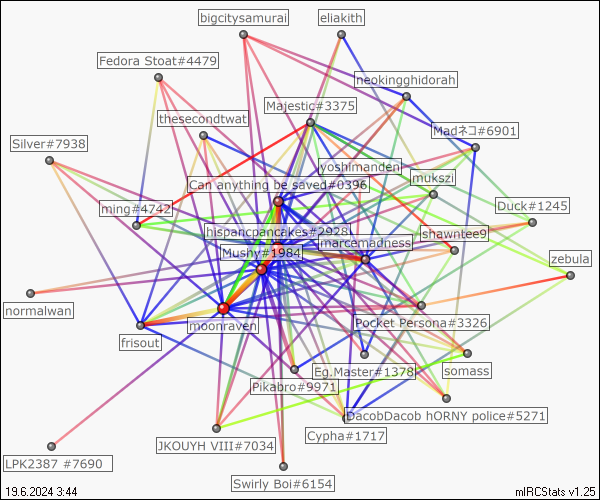 bigcitysamurai
eliakith
Fedora Stoat#4479
neokingghidorah
Majestic#3375
thesecondtwat
Madネコ#6901
Silver#7938
yoshimanden
mukszi
Can anything be saved#0396
ming#4742
Duck#1245
hispancpancakes#2928
shawntee9
marcemadness
Mushy#1984
zebula
normalwan
moonraven
Pocket Persona#3326
frisout
Eg.Master#1378
somass
Pikabro#9971
DacobDacob hORNY police#5271
Cypha#1717
JKOUYH VIII#7034
LPK2387 #7690
Swirly Boi#6154
19.6.2024 3:44
mIRCStats v1.25